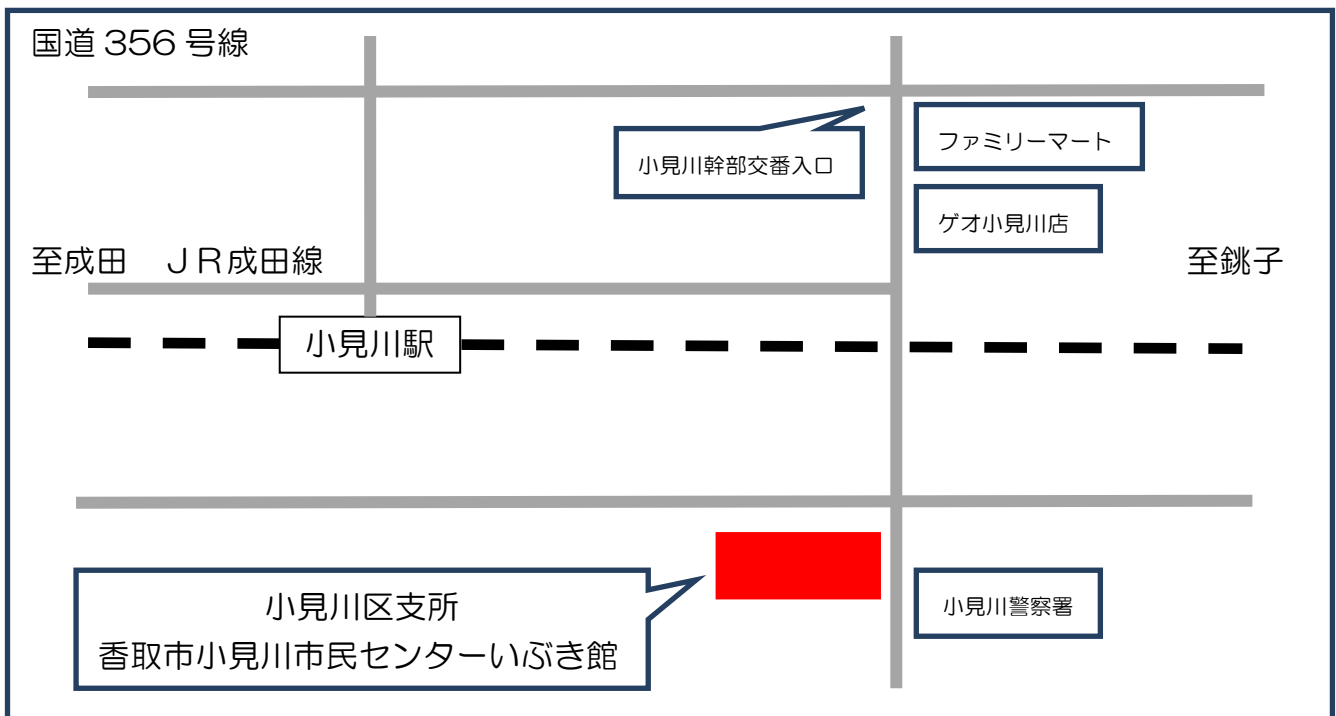 国道 356 号線
ファミリーマート
小見川幹部交番入口
ゲオ小見川店
至成田　ＪＲ成田線
至銚子
小見川駅
小見川区支所
香取市小見川市民センターいぶき館
小見川警察署